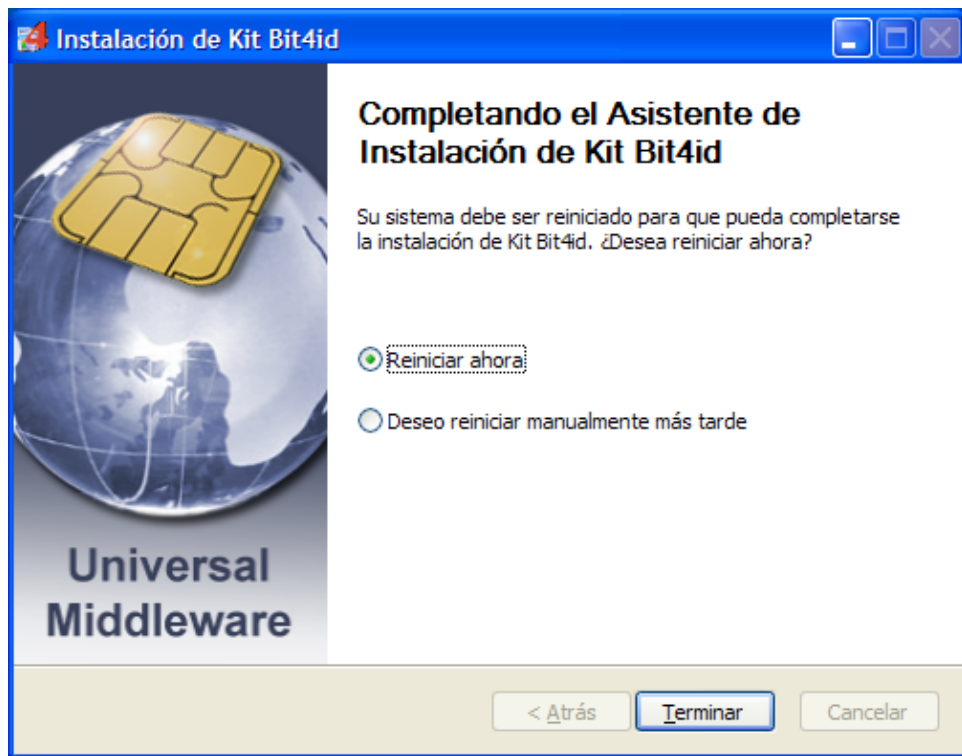 Instalación de Kit Bit4id
Completando el Asistente de
Instalación de Kit Bit4id
Su sistema debe ser reiniciado para que pueda completarse
la instalación de Kit Bit4id. ¿Desea reiniciar ahora?
Reiniciar ahora
Deseo reiniciar manualmente más tarde
Universal
Middleware
< Atrás
Terminar
Cancelar